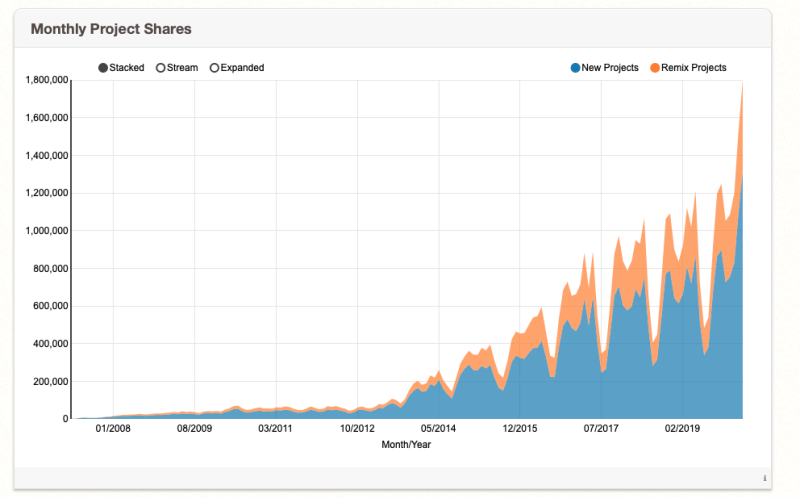 Monthly Project Shares
Stacked Stream Expanded New Projects Remix Projects
1,800,000
1,600,000
1,400,000
1,200,000
1,000,000
800,000
600,000
400,000
200,000
0
01/2008 08/2009 03/2011 10/2012 05/2014 12/2015 07/2017 02/2019
Month/Year
i